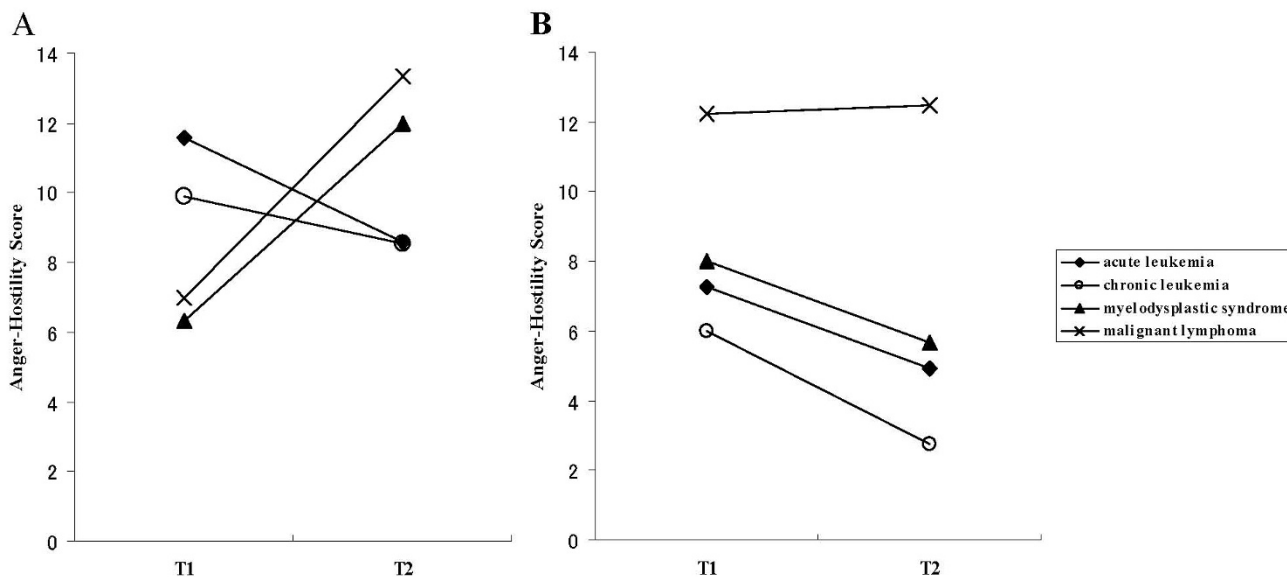 A
Anger-Hostility Score
14
12
10
8
6
4
2
0
T1
T2
B
Anger-Hostility Score
14
12
10
8
6
4
2
0
T1
T2
acute leukemia
chronic leukemia
myelodysplastic syndrome
malignant lymphoma